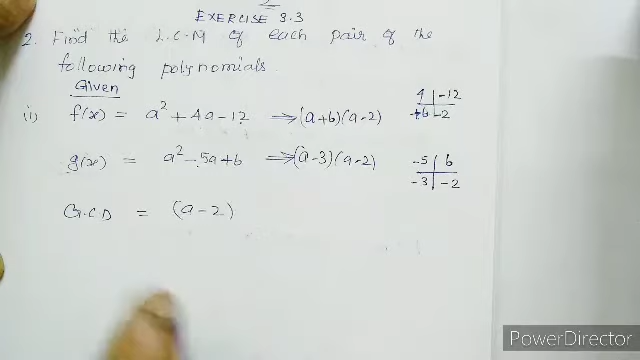 EXERCISE 3.3
2. Find the L.C.M of each pair of the
following polynomials.
Given
ii) f(x) = a² + 4a - 12 ⟹ (a+6)(a-2)
4 | -12
+6 | -2
g(x) = a² - 5a + 6 ⟹ (a-3)(a-2)
-5 | 6
-3 | -2
G.C.D = (a-2)
PowerDirector